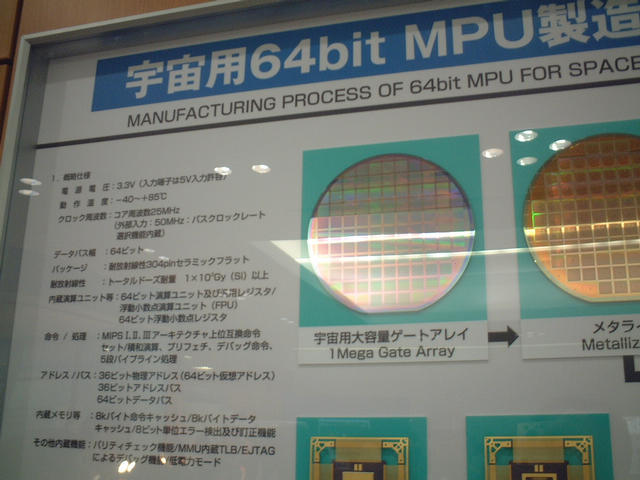 宇宙用64bit MPU製造
MANUFACTURING PROCESS OF 64bit MPU FOR SPACE
1. 概略仕様
電源電圧：3.3V（入力端子は5V入力許容）
動作温度：-40～+85℃
クロック周波数：コア周波数25MHz
（外部入力：50MHz：バスクロックレート
選択機能内蔵）
データバス幅：64ビット
パッケージ：耐放射線性304pinセラミックフラット
耐放射線性：トータルドーズ耐量 1×10⁵Gy（Si）以上
内蔵演算ユニット等：64ビット演算ユニット及び汎用レジスタ/
浮動小数点演算ユニット（FPU）
64ビット浮動小数点レジスタ
命令 / 処理：MIPS I, II, IIIアーキテクチャ上位互換命令
セット/積和演算、プリフェチ、デバッグ命令、
5段パイプライン処理
アドレス/バス：36ビット物理アドレス（64ビット仮想アドレス）
36ビットアドレスバス
64ビットデータバス
内蔵メモリ等：8kバイト命令キャッシュ/8kバイトデータ
キャッシュ/8ビット単位エラー検出及び訂正機能
その他内蔵機能：パリティチェック機能/MMU内蔵TLB/EJTAG
によるデバッグ機能/低電力モード
宇宙用大容量ゲートアレイ
1Mega Gate Array
メタライ
Metalliz